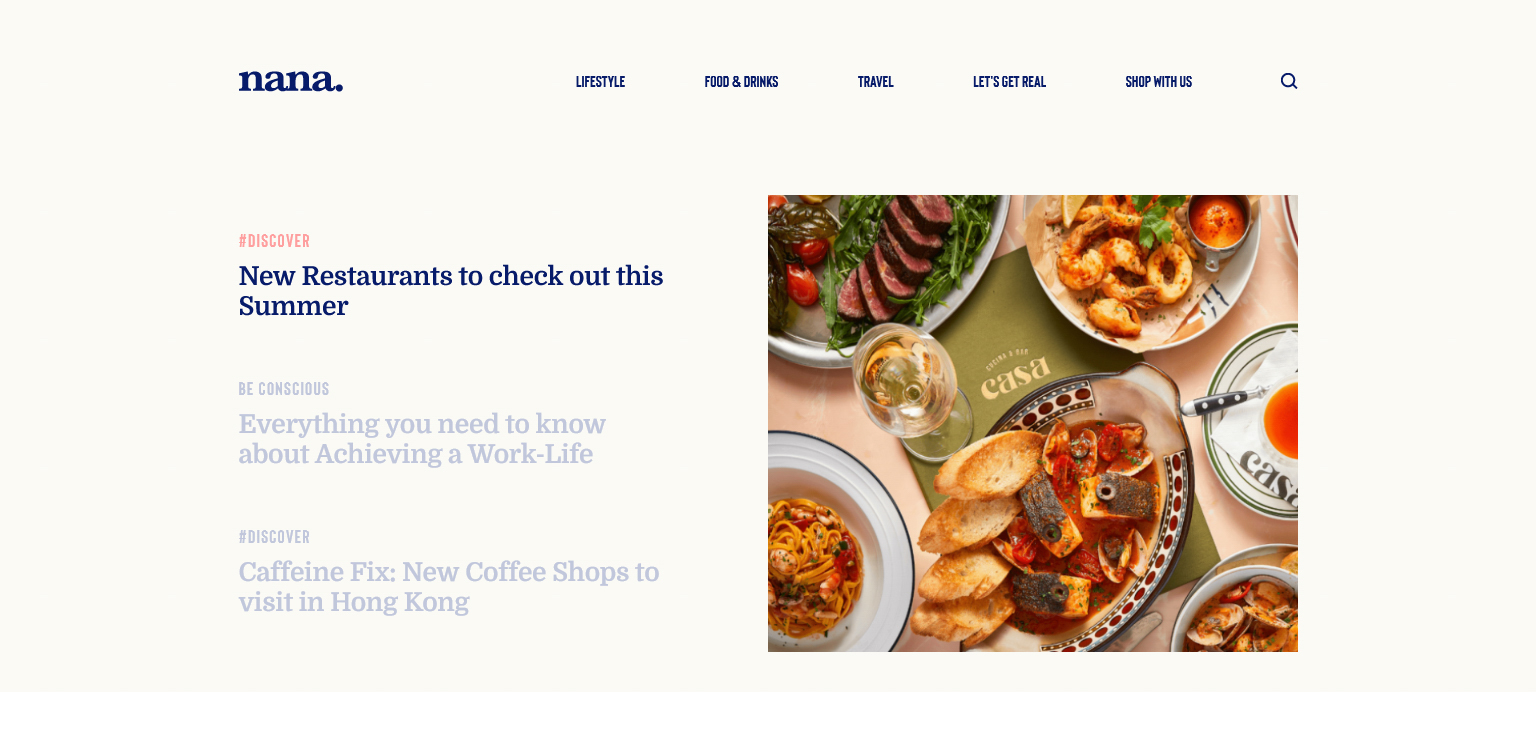 nana.
LIFESTYLE
FOOD & DRINKS
TRAVEL
LET'S GET REAL
SHOP WITH US
#DISCOVER
New Restaurants to check out this
Summer
BE CONSCIOUS
Everything you need to know
about Achieving a Work-Life
#DISCOVER
Caffeine Fix: New Coffee Shops to
visit in Hong Kong
CUCINA & BAR
casa
casa